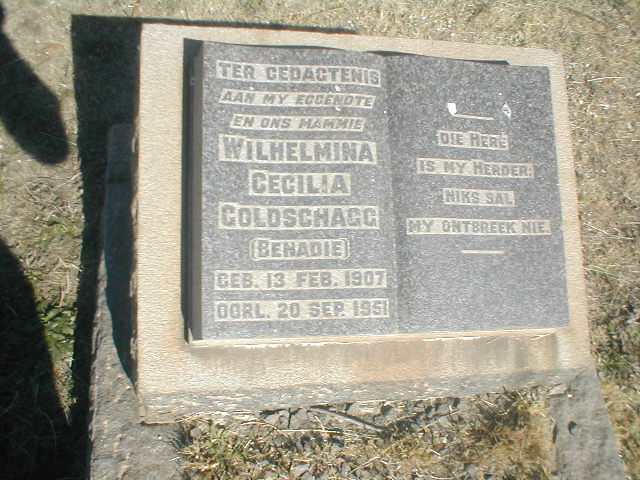 TER GEDAGTENIS
AAN MY EGGENOTE
EN ONS MAMMIE
WILHELMINA
CECILIA
GOLDSCHAGG
(BENADIE)
GEB. 13 FEB. 1907
OORL. 20 SEP. 1951
DIE HERE
IS MY HERDER:
NIKS SAL
MY ONTBREEK NIE.